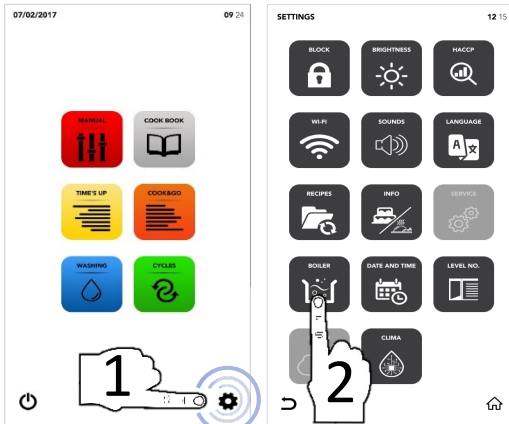 07/02/2017 09 24
MANUAL COOK BOOK
TIME'S UP COOK&GO
WASHING CYCLES
1
SETTINGS 12 15
BLOCK BRIGHTNESS HACCP
WI-FI SOUNDS LANGUAGE
A
RECIPES INFO SERVICE
BOILER DATE AND TIME LEVEL NO.
CLIMA
2